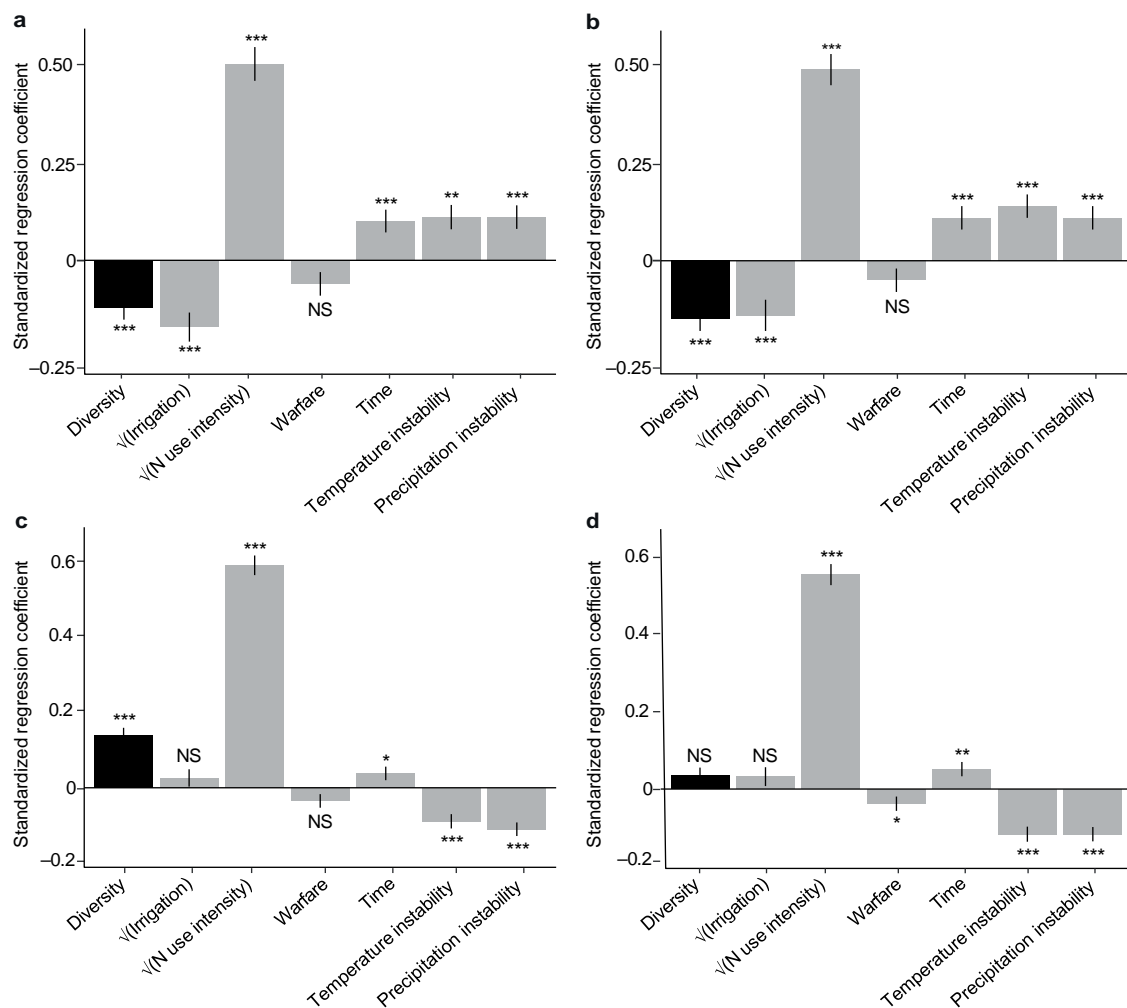 a
Standardized regression coefficient
0.50
0.25
0
–0.25
***
***
***
NS
***
**
***
Diversity
√(Irrigation)
√(N use intensity)
Warfare
Time
Temperature instability
Precipitation instability
b
Standardized regression coefficient
0.50
0.25
0
–0.25
***
***
***
NS
***
***
***
Diversity
√(Irrigation)
√(N use intensity)
Warfare
Time
Temperature instability
Precipitation instability
c
Standardized regression coefficient
0.6
0.4
0.2
0
–0.2
***
NS
***
NS
*
***
***
Diversity
√(Irrigation)
√(N use intensity)
Warfare
Time
Temperature instability
Precipitation instability
d
Standardized regression coefficient
0.6
0.4
0.2
0
–0.2
NS
NS
***
*
**
***
***
Diversity
√(Irrigation)
√(N use intensity)
Warfare
Time
Temperature instability
Precipitation instability